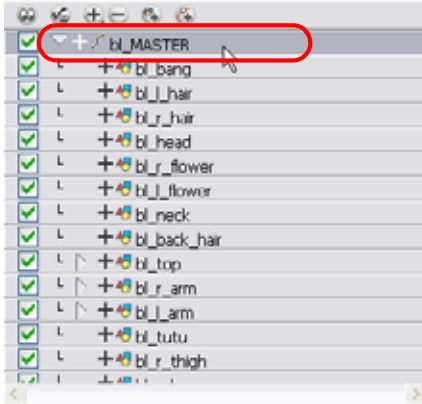 bl_MASTER
bl_bang
bl_l_hair
bl_r_hair
bl_head
bl_r_flower
bl_l_flower
bl_neck
bl_back_hair
bl_top
bl_r_arm
bl_l_arm
bl_tutu
bl_r_thigh